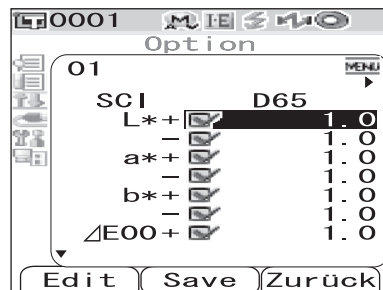 0001 M I·E
Option
01 MENU
SCI D65
L* + 1.0
− 1.0
a* + 1.0
− 1.0
b* + 1.0
− 1.0
⊿E00 + 1.0
Edit Save Zurück